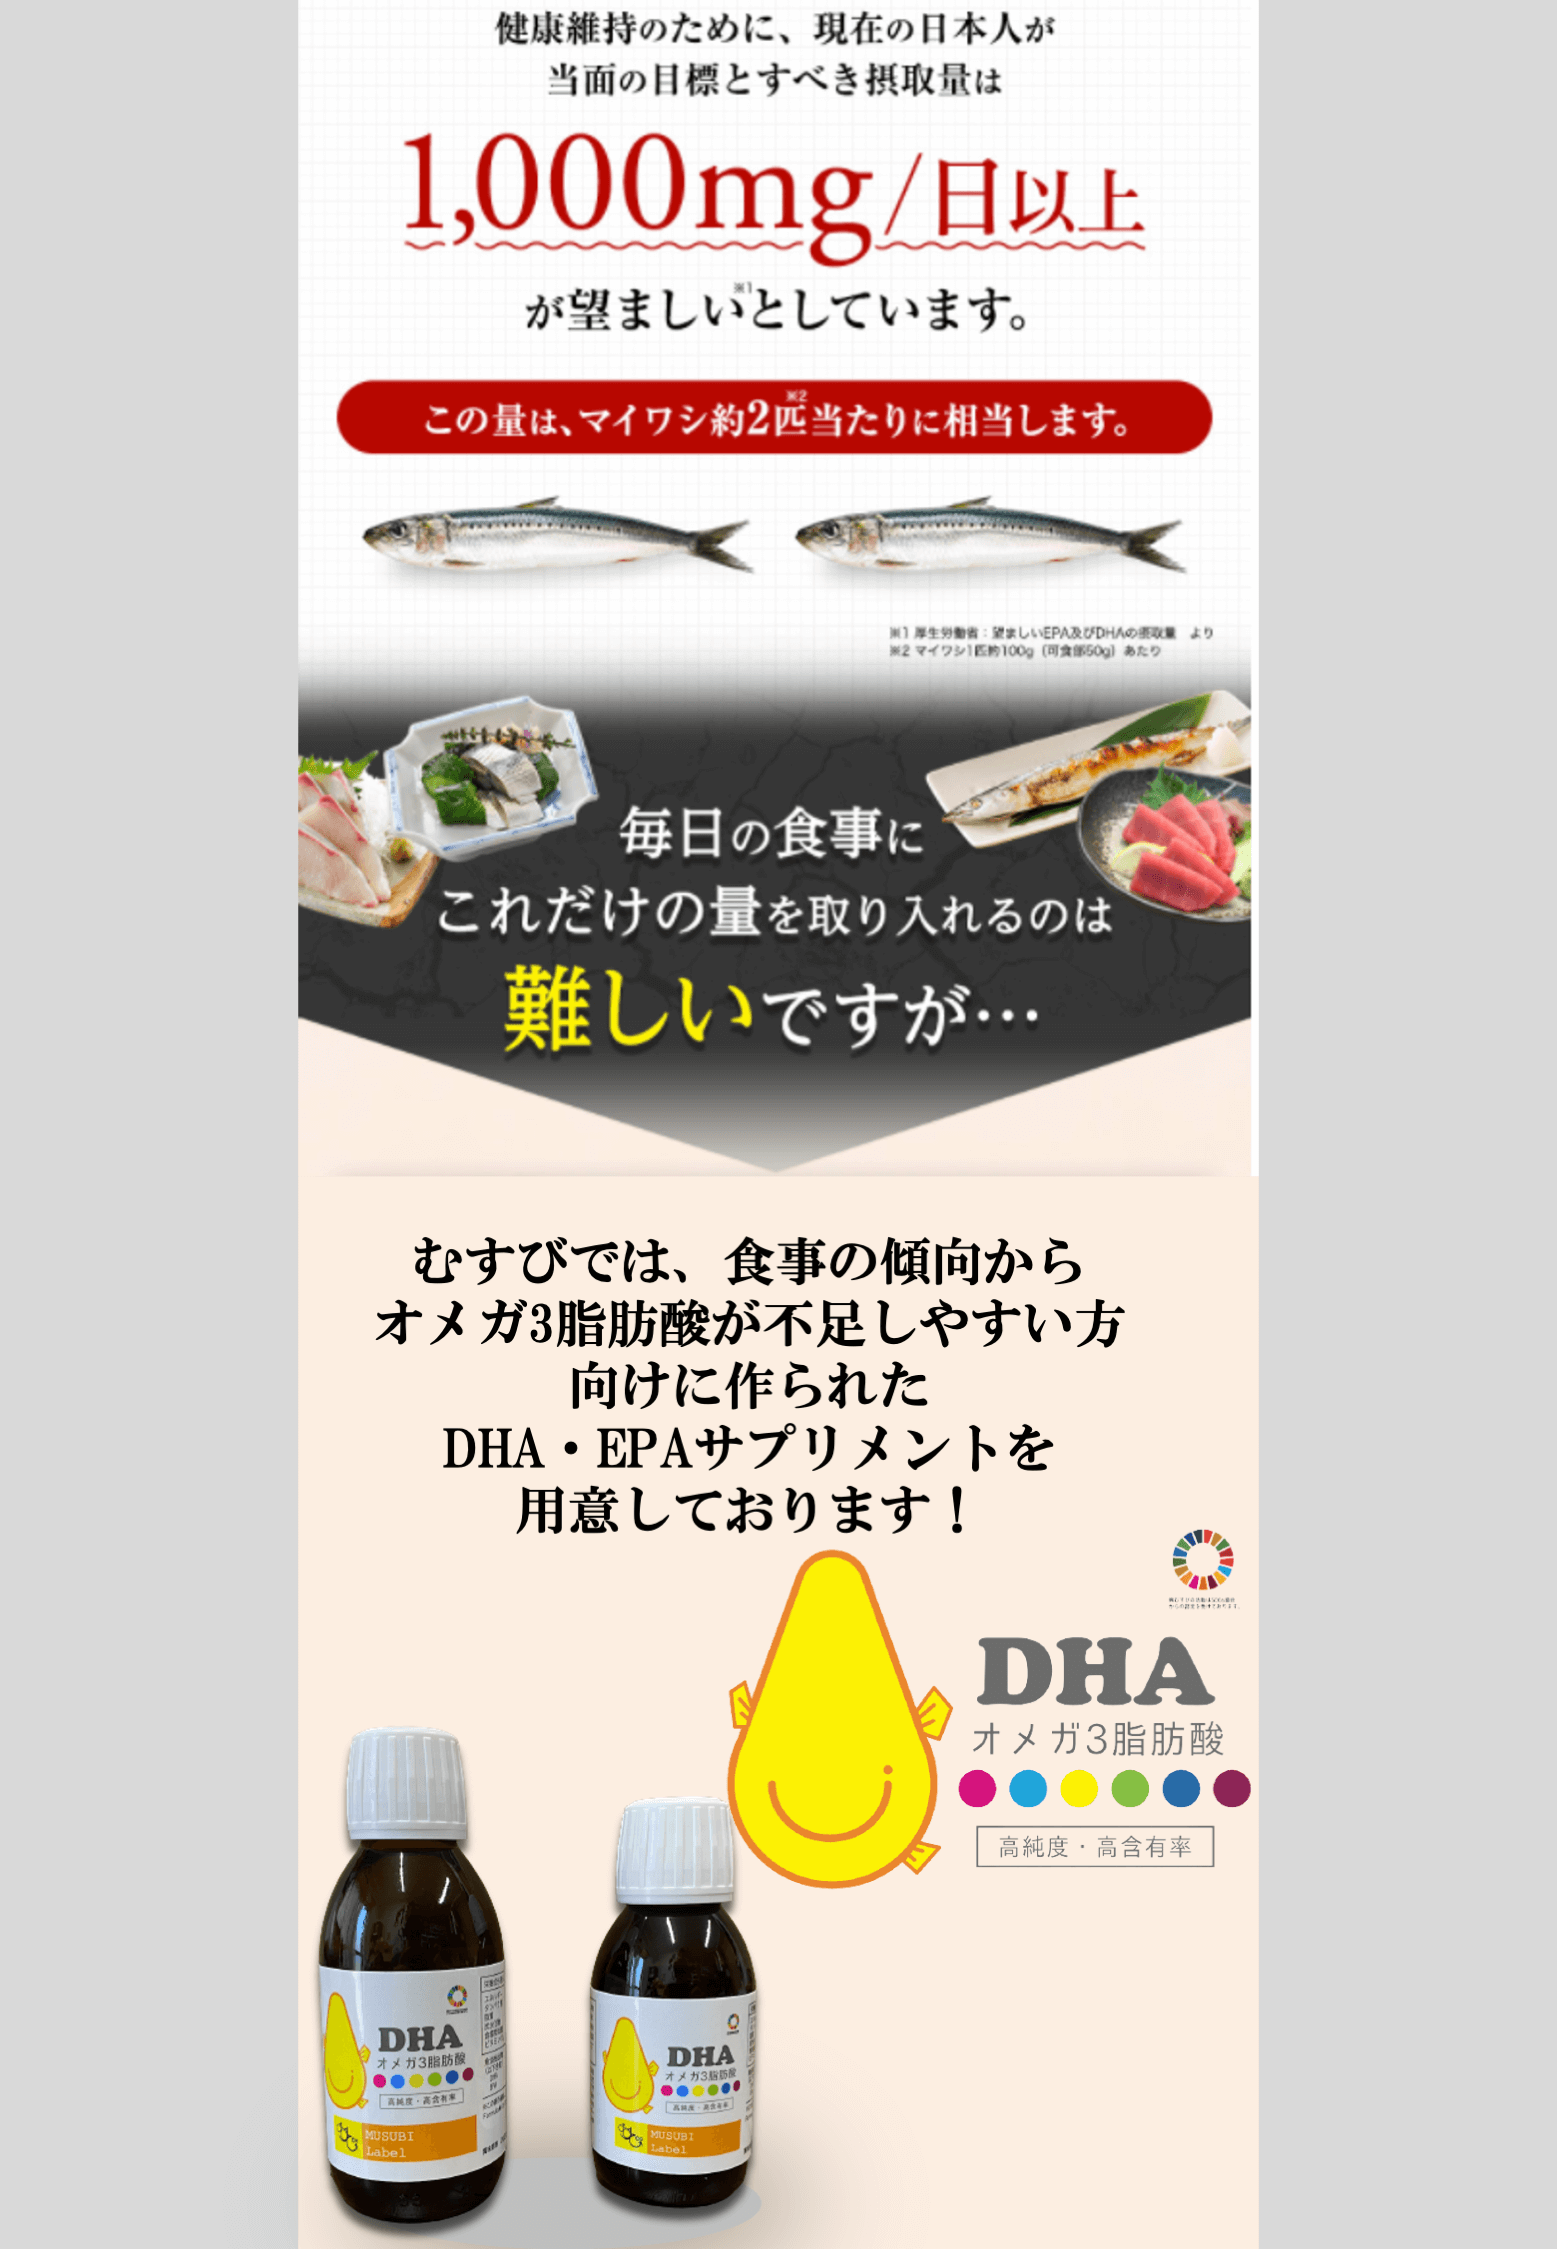 健康維持のために、現在の日本人が
当面の目標とすべき摂取量は
1,000mg/日以上
が望ましい※1としています。
この量は、マイワシ約2匹※2当たりに相当します。
※1 厚生労働省：望ましいEPA及びDHAの摂取量　より
※2 マイワシ1匹約100g（可食部50g）あたり
毎日の食事に
これだけの量を取り入れるのは
難しいですが…
むすびでは、食事の傾向から
オメガ3脂肪酸が不足しやすい方
向けに作られた
DHA・EPAサプリメントを
用意しております！
DHA
オメガ3脂肪酸
高純度・高含有率
DHA
オメガ3脂肪酸
高純度・高含有率
MUSUBI
Label
DHA
オメガ3脂肪酸
高純度・高含有率
MUSUBI
Label